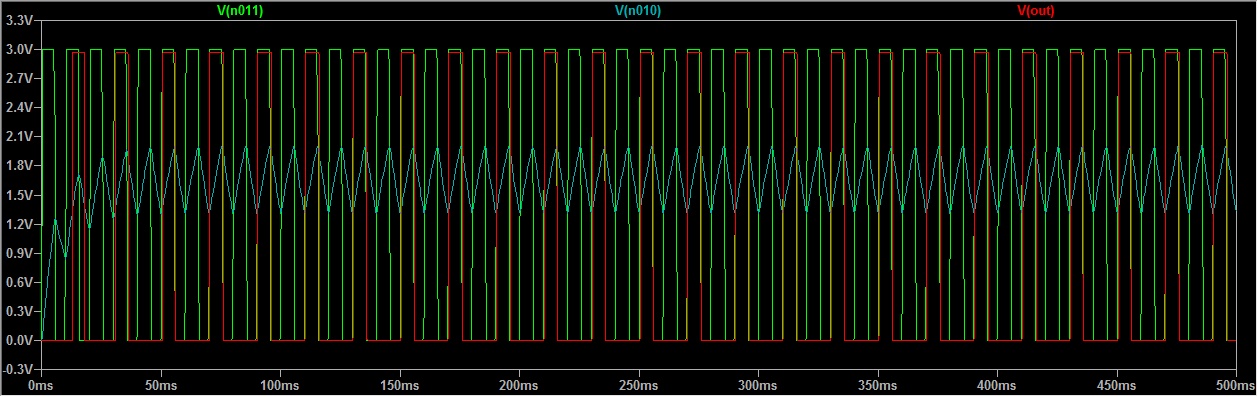 V(n011) V(n010) V(out)
3.3V
3.0V
2.7V
2.4V
2.1V
1.8V
1.5V
1.2V
0.9V
0.6V
0.3V
0.0V
-0.3V
0ms 50ms 100ms 150ms 200ms 250ms 300ms 350ms 400ms 450ms 500ms